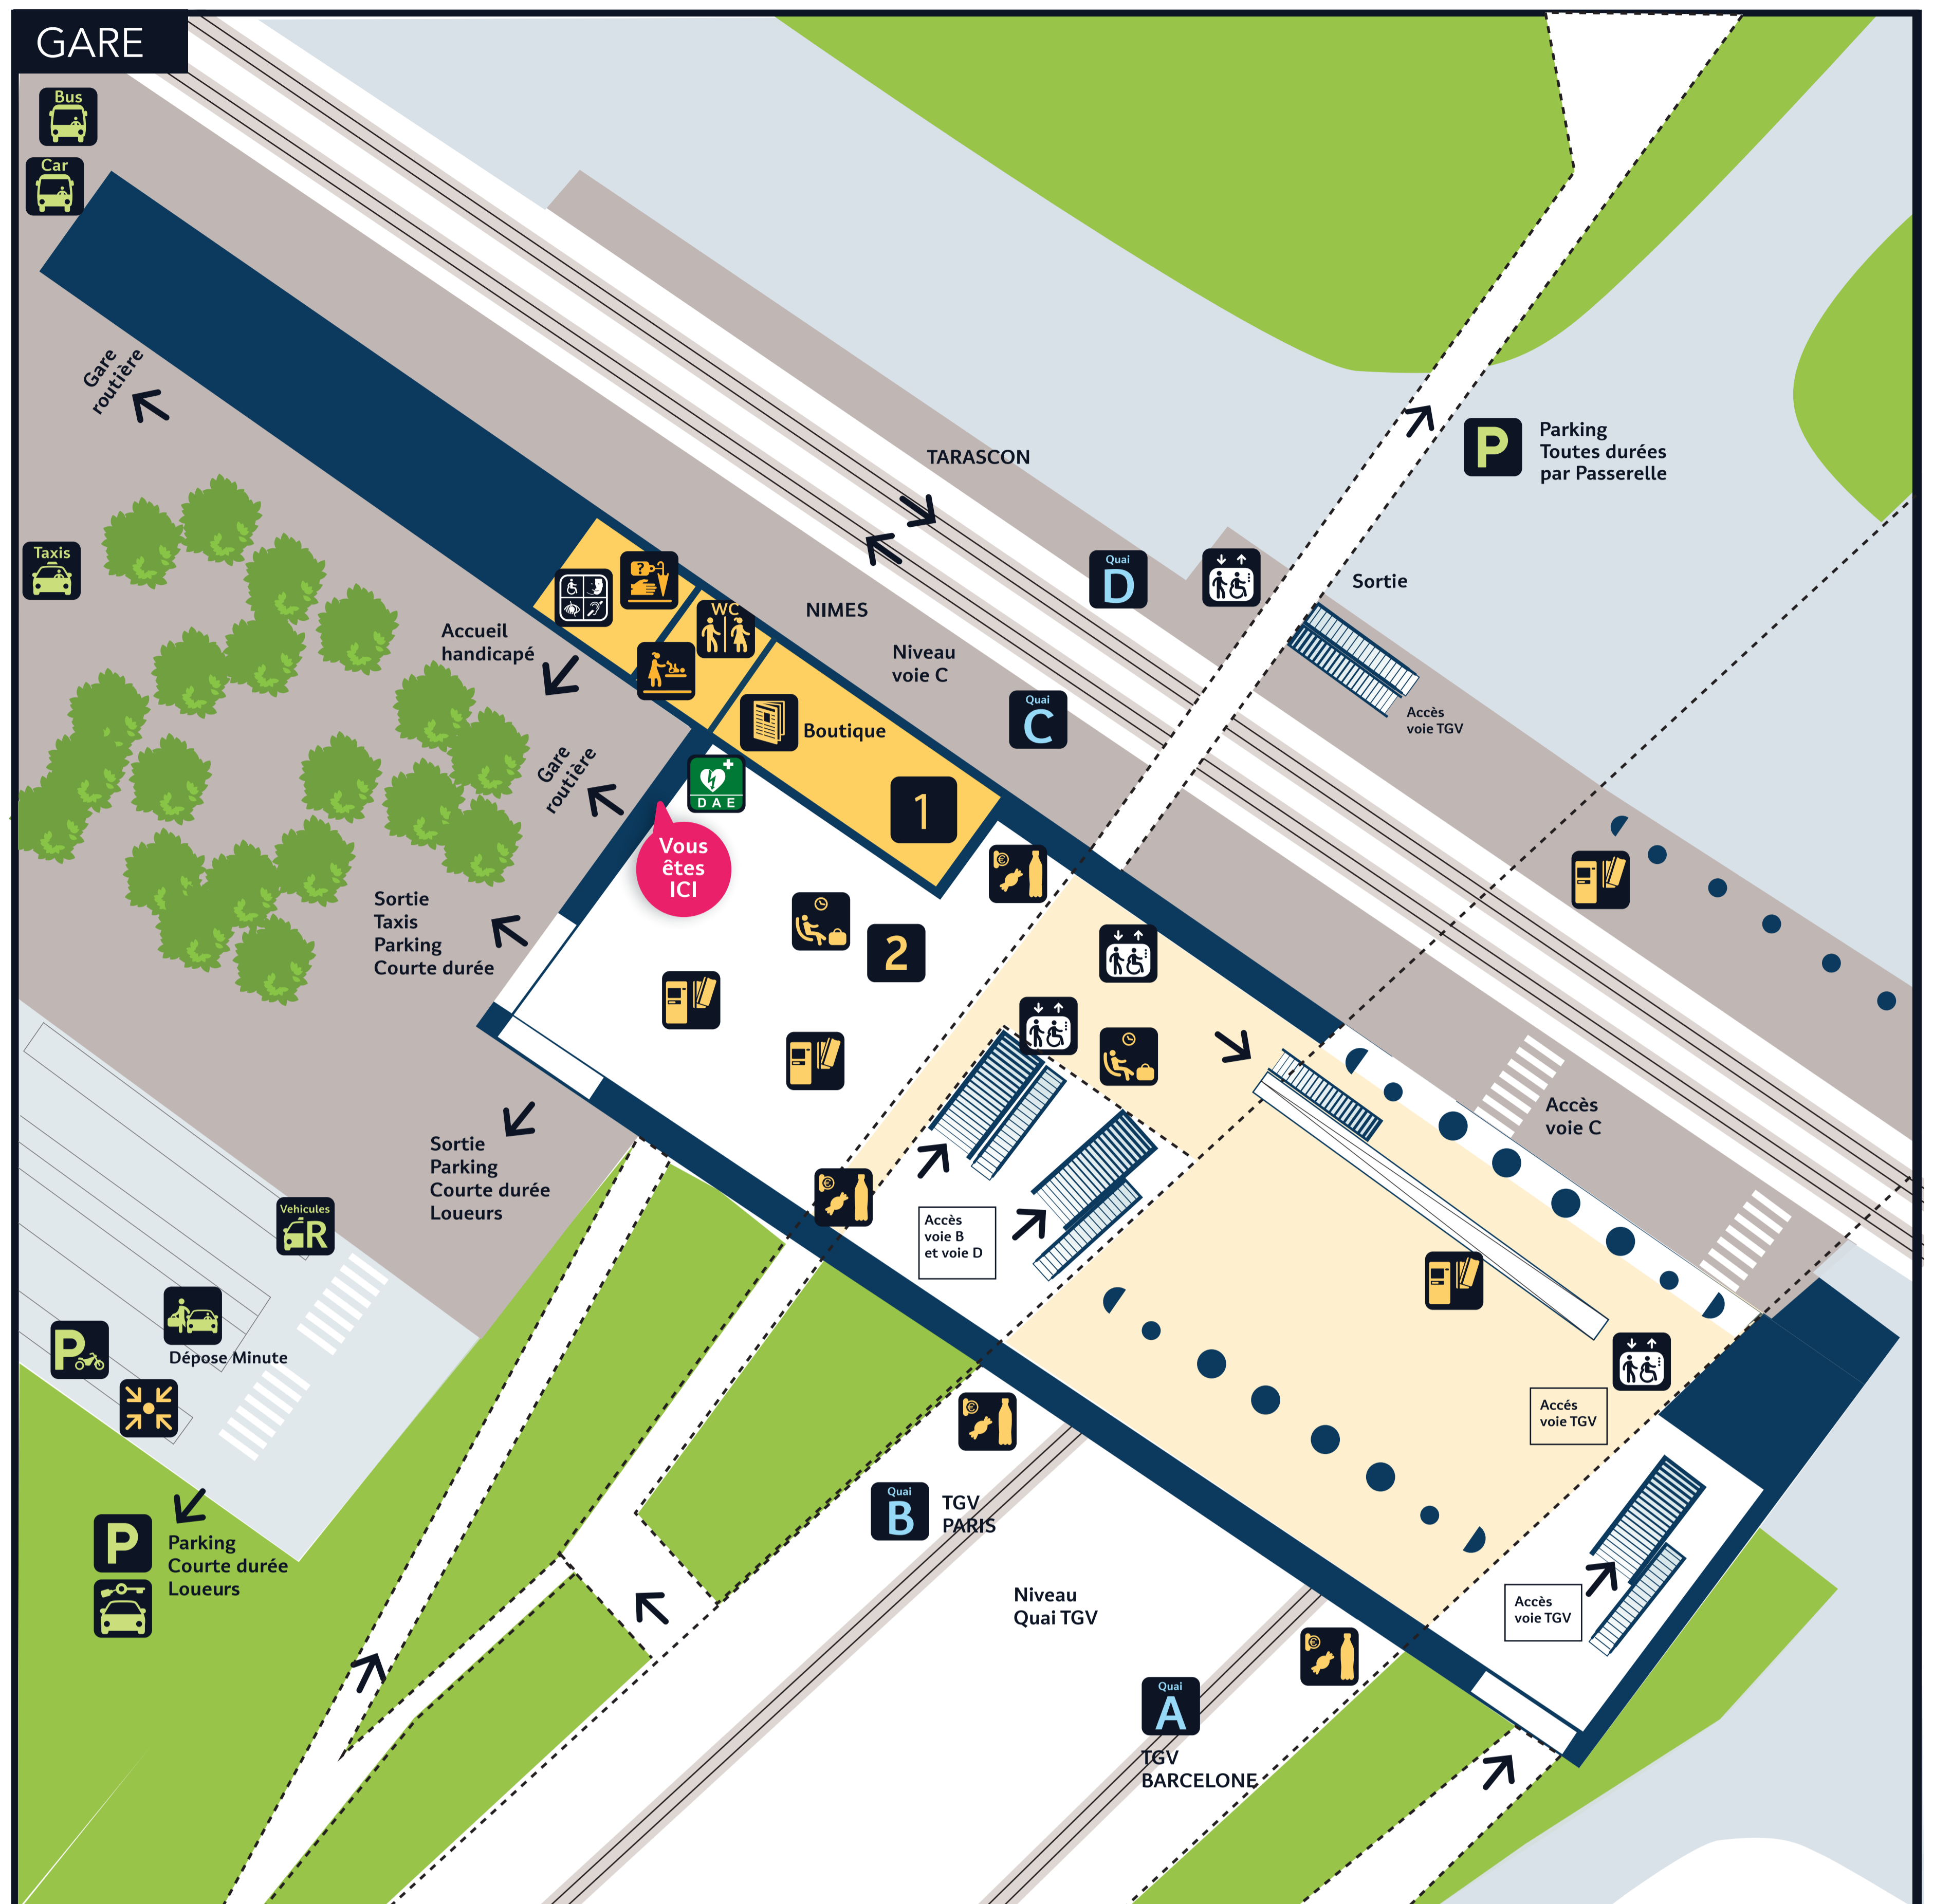 GARE
Bus
Car
Gare
routière
TARASCON
Parking
Toutes durées
par Passerelle
P
Taxis
Quai
D
Sortie
WC
NIMES
Accueil
handicapé
Niveau
voie C
Quai
C
Accès
voie TGV
Boutique
Gare
routière
DAE
1
Vous
êtes
ICI
Sortie
Taxis
Parking
Courte durée
2
Accès
voie C
Sortie
Parking
Courte durée
Loueurs
Vehicules
R
Accès
voie B
et voie D
Dépose Minute
P
Accés
voie TGV
Quai
B
TGV
PARIS
P
Parking
Courte durée
Loueurs
Niveau
Quai TGV
Accès
voie TGV
Quai
A
TGV
BARCELONE